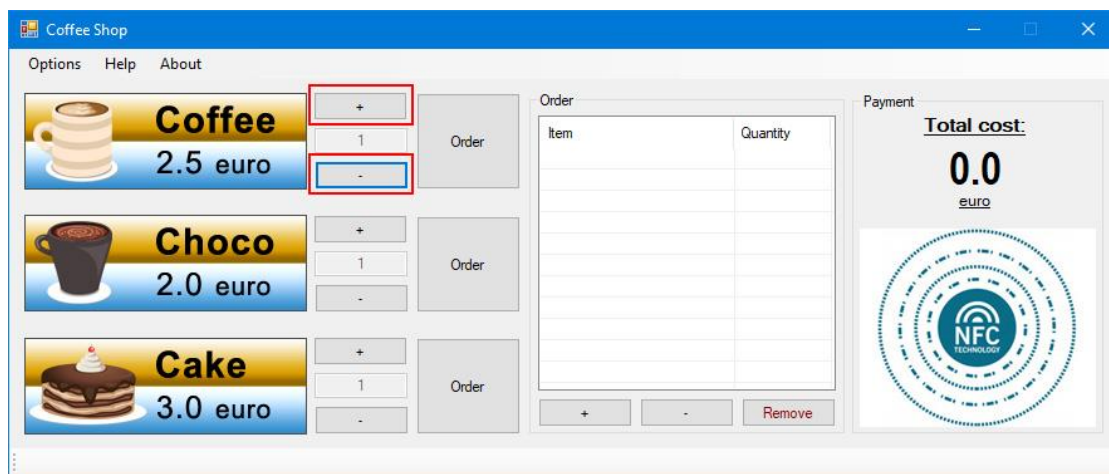 Coffee Shop
Options Help About
Coffee
2.5 euro
+
1
-
Order
Choco
2.0 euro
+
1
-
Order
Cake
3.0 euro
+
1
-
Order
Order
Item Quantity
+ - Remove
Payment
Total cost:
0.0
euro
NFC
TECHNOLOGY